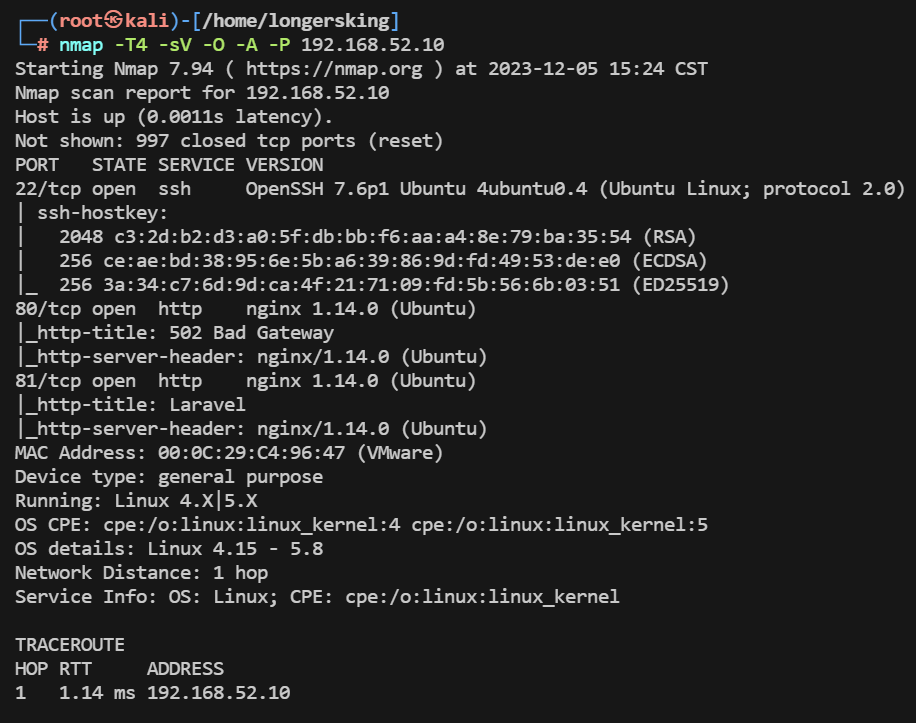 ┌──(root㉿kali)-[/home/longersking]
└─# nmap -T4 -sV -O -A -P 192.168.52.10
Starting Nmap 7.94 ( https://nmap.org ) at 2023-12-05 15:24 CST
Nmap scan report for 192.168.52.10
Host is up (0.0011s latency).
Not shown: 997 closed tcp ports (reset)
PORT   STATE SERVICE VERSION
22/tcp open  ssh     OpenSSH 7.6p1 Ubuntu 4ubuntu0.4 (Ubuntu Linux; protocol 2.0)
| ssh-hostkey:
|   2048 c3:2d:b2:d3:a0:5f:db:bb:f6:aa:a4:8e:79:ba:35:54 (RSA)
|   256 ce:ae:bd:38:95:6e:5b:a6:39:86:9d:fd:49:53:de:e0 (ECDSA)
|_  256 3a:34:c7:6d:9d:ca:4f:21:71:09:fd:5b:56:6b:03:51 (ED25519)
80/tcp open  http    nginx 1.14.0 (Ubuntu)
|_http-title: 502 Bad Gateway
|_http-server-header: nginx/1.14.0 (Ubuntu)
81/tcp open  http    nginx 1.14.0 (Ubuntu)
|_http-title: Laravel
|_http-server-header: nginx/1.14.0 (Ubuntu)
MAC Address: 00:0C:29:C4:96:47 (VMware)
Device type: general purpose
Running: Linux 4.X|5.X
OS CPE: cpe:/o:linux:linux_kernel:4 cpe:/o:linux:linux_kernel:5
OS details: Linux 4.15 - 5.8
Network Distance: 1 hop
Service Info: OS: Linux; CPE: cpe:/o:linux:linux_kernel

TRACEROUTE
HOP RTT     ADDRESS
1   1.14 ms 192.168.52.10